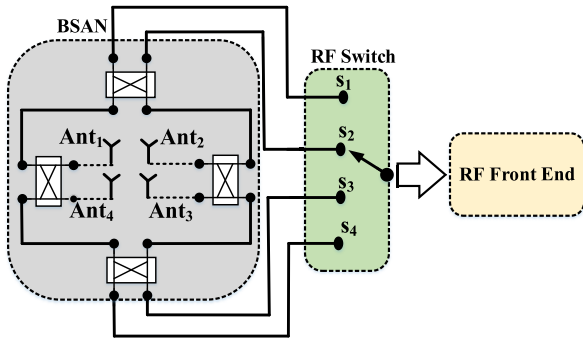 BSAN
RF Switch
s1
Ant1
Ant2
s2
RF Front End
Ant4
Ant3
s3
s4